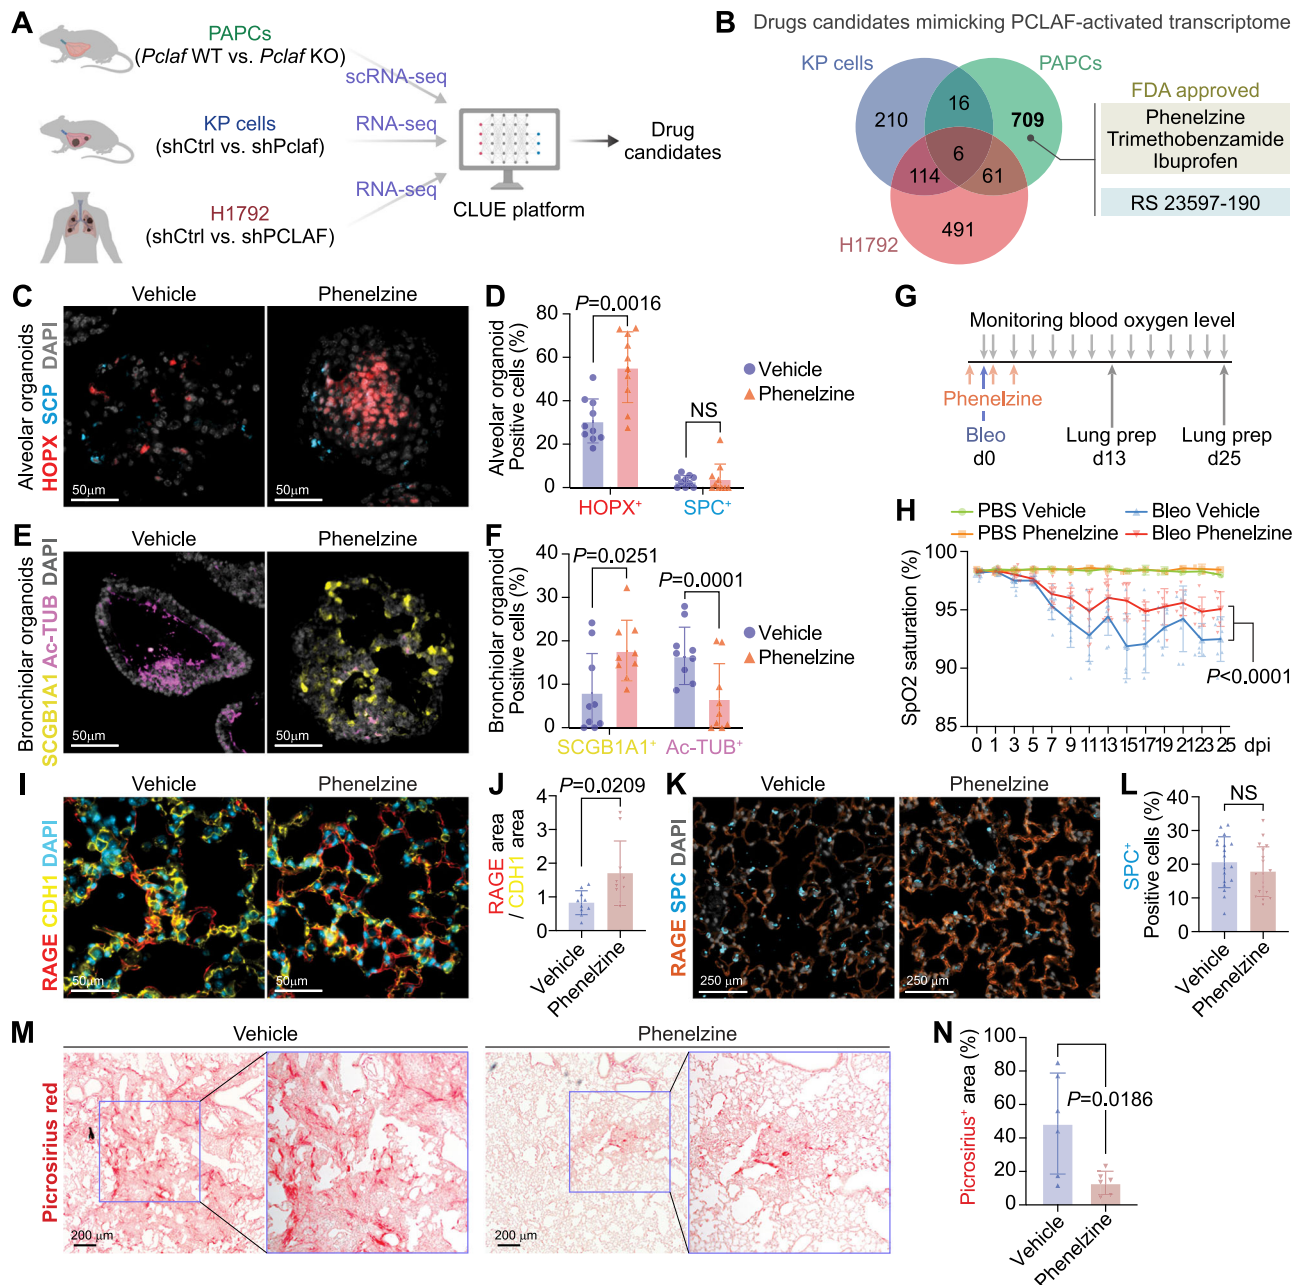 A
PAPCs
(Pclaf WT vs. Pclaf KO)
scRNA-seq
KP cells
(shCtrl vs. shPclaf)
RNA-seq
H1792
(shCtrl vs. shPCLAF)
RNA-seq
CLUE platform
Drug
candidates
B
Drugs candidates mimicking PCLAF-activated transcriptome
KP cells
PAPCs
H1792
210
16
709
6
114
61
491
FDA approved
Phenelzine
Trimethobenzamide
Ibuprofen
RS 23597-190
C
Vehicle
Phenelzine
Alveolar organoids
HOPX SCP DAPI
50μm
50μm
D
Alveolar organoid
Positive cells (%)
80
60
40
20
0
P=0.0016
NS
HOPX+
SPC+
Vehicle
Phenelzine
G
Monitoring blood oxygen level
Phenelzine
Bleo
d0
Lung prep
d13
Lung prep
d25
E
Vehicle
Phenelzine
Bronchiolar organoids
SCGB1A1 Ac-TUB DAPI
50μm
50μm
F
Bronchiolar organoid
Positive cells (%)
40
30
20
10
0
P=0.0251
P=0.0001
SCGB1A1+
Ac-TUB+
Vehicle
Phenelzine
H
PBS Vehicle
PBS Phenelzine
Bleo Vehicle
Bleo Phenelzine
SpO2 saturation (%)
100
95
90
85
P<0.0001
0 1 3 5 7 9 11 13 15 17 19 21 23 25 dpi
I
Vehicle
Phenelzine
RAGE CDH1 DAPI
50μm
50μm
J
RAGE area
/ CDH1 area
4
3
2
1
0
P=0.0209
Vehicle
Phenelzine
K
Vehicle
Phenelzine
RAGE SPC DAPI
250 μm
250 μm
L
SPC+
Positive cells (%)
40
30
20
10
0
NS
Vehicle
Phenelzine
M
Vehicle
Phenelzine
Picrosirius red
200 μm
200 μm
N
Picrosirius+ area (%)
100
80
60
40
20
0
P=0.0186
Vehicle
Phenelzine